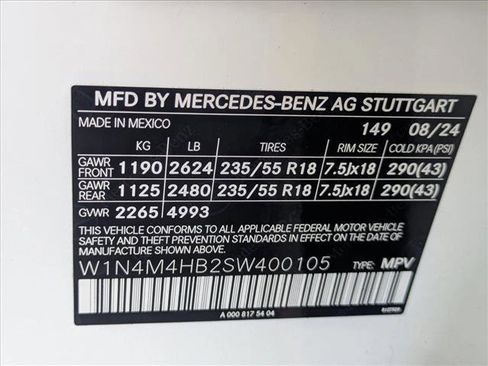 MFD BY MERCEDES-BENZ AG STUTTGART
MADE IN MEXICO 149 08/24
KG LB TIRES RIM SIZE COLD KPA (PSI)
GAWR FRONT 1190 2624 235/55 R18 7.5Jx18 290(43)
GAWR REAR 1125 2480 235/55 R18 7.5Jx18 290(43)
GVWR 2265 4993
THIS VEHICLE CONFORMS TO ALL APPLICABLE FEDERAL MOTOR VEHICLE
SAFETY, BUMPER, AND THEFT PREVENTION STANDARDS IN EFFECT ON THE
DATE OF MANUFACTURE SHOWN ABOVE.
W1N4M4HB2SW400105 TYPE: MPV
A 000 817 54 04